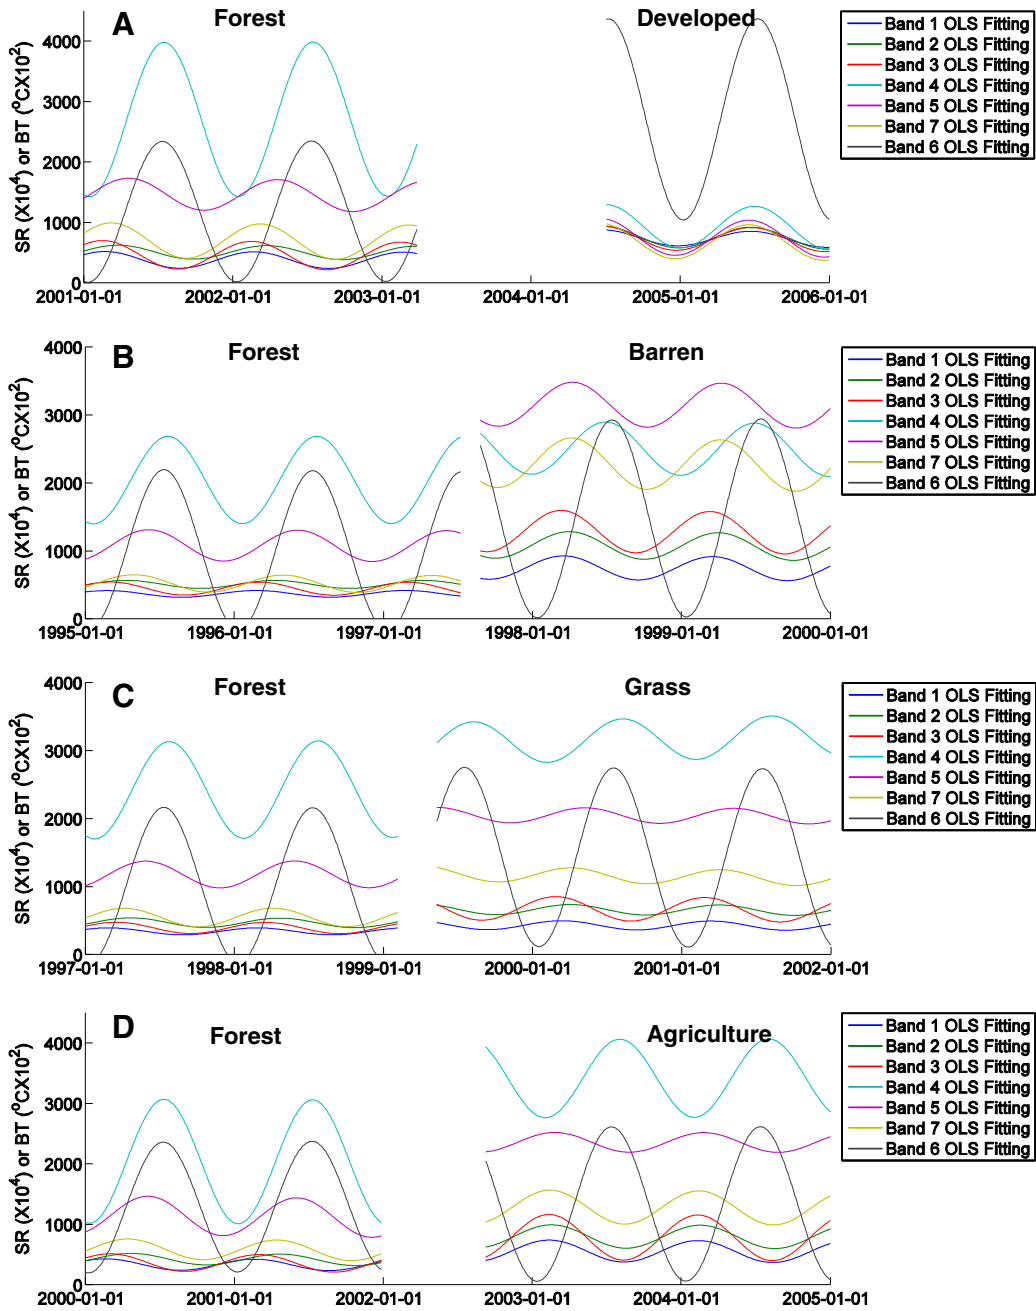 A
Forest
Developed
SR (X10⁴) or BT (°CX10²)
4000
3000
2000
1000
0
2001-01-01
2002-01-01
2003-01-01
2004-01-01
2005-01-01
2006-01-01
Band 1 OLS Fitting
Band 2 OLS Fitting
Band 3 OLS Fitting
Band 4 OLS Fitting
Band 5 OLS Fitting
Band 7 OLS Fitting
Band 6 OLS Fitting
B
Forest
Barren
SR (X10⁴) or BT (°CX10²)
4000
3000
2000
1000
0
1995-01-01
1996-01-01
1997-01-01
1998-01-01
1999-01-01
2000-01-01
Band 1 OLS Fitting
Band 2 OLS Fitting
Band 3 OLS Fitting
Band 4 OLS Fitting
Band 5 OLS Fitting
Band 7 OLS Fitting
Band 6 OLS Fitting
C
Forest
Grass
SR (X10⁴) or BT (°CX10²)
4000
3000
2000
1000
0
1997-01-01
1998-01-01
1999-01-01
2000-01-01
2001-01-01
2002-01-01
Band 1 OLS Fitting
Band 2 OLS Fitting
Band 3 OLS Fitting
Band 4 OLS Fitting
Band 5 OLS Fitting
Band 7 OLS Fitting
Band 6 OLS Fitting
D
Forest
Agriculture
SR (X10⁴) or BT (°CX10²)
4000
3000
2000
1000
0
2000-01-01
2001-01-01
2002-01-01
2003-01-01
2004-01-01
2005-01-01
Band 1 OLS Fitting
Band 2 OLS Fitting
Band 3 OLS Fitting
Band 4 OLS Fitting
Band 5 OLS Fitting
Band 7 OLS Fitting
Band 6 OLS Fitting